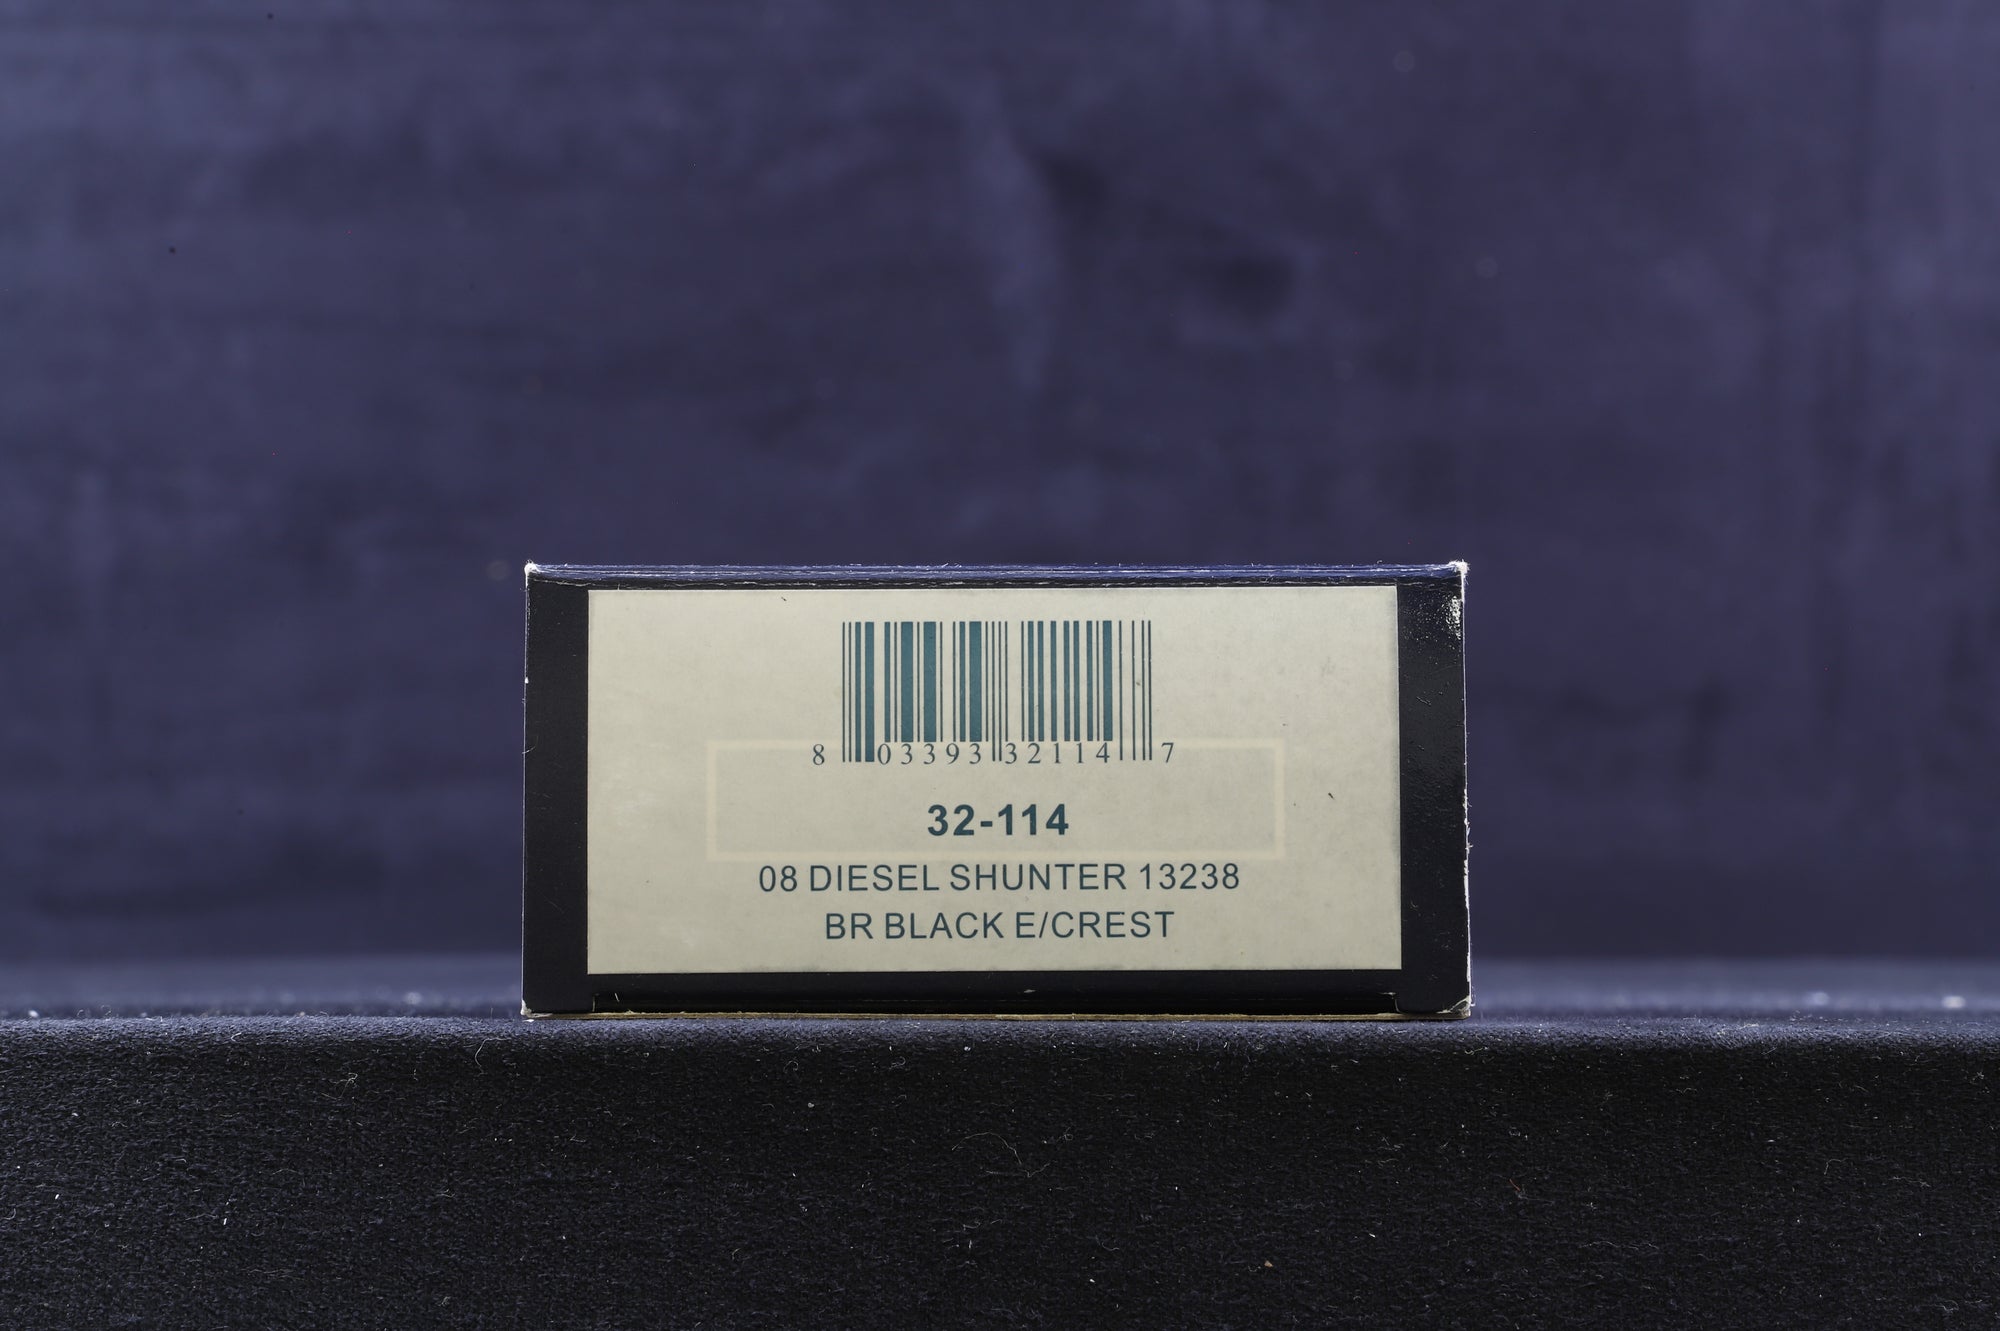 8 03393 32114 7
32-114
08 DIESEL SHUNTER 13238
BR BLACK E/CREST